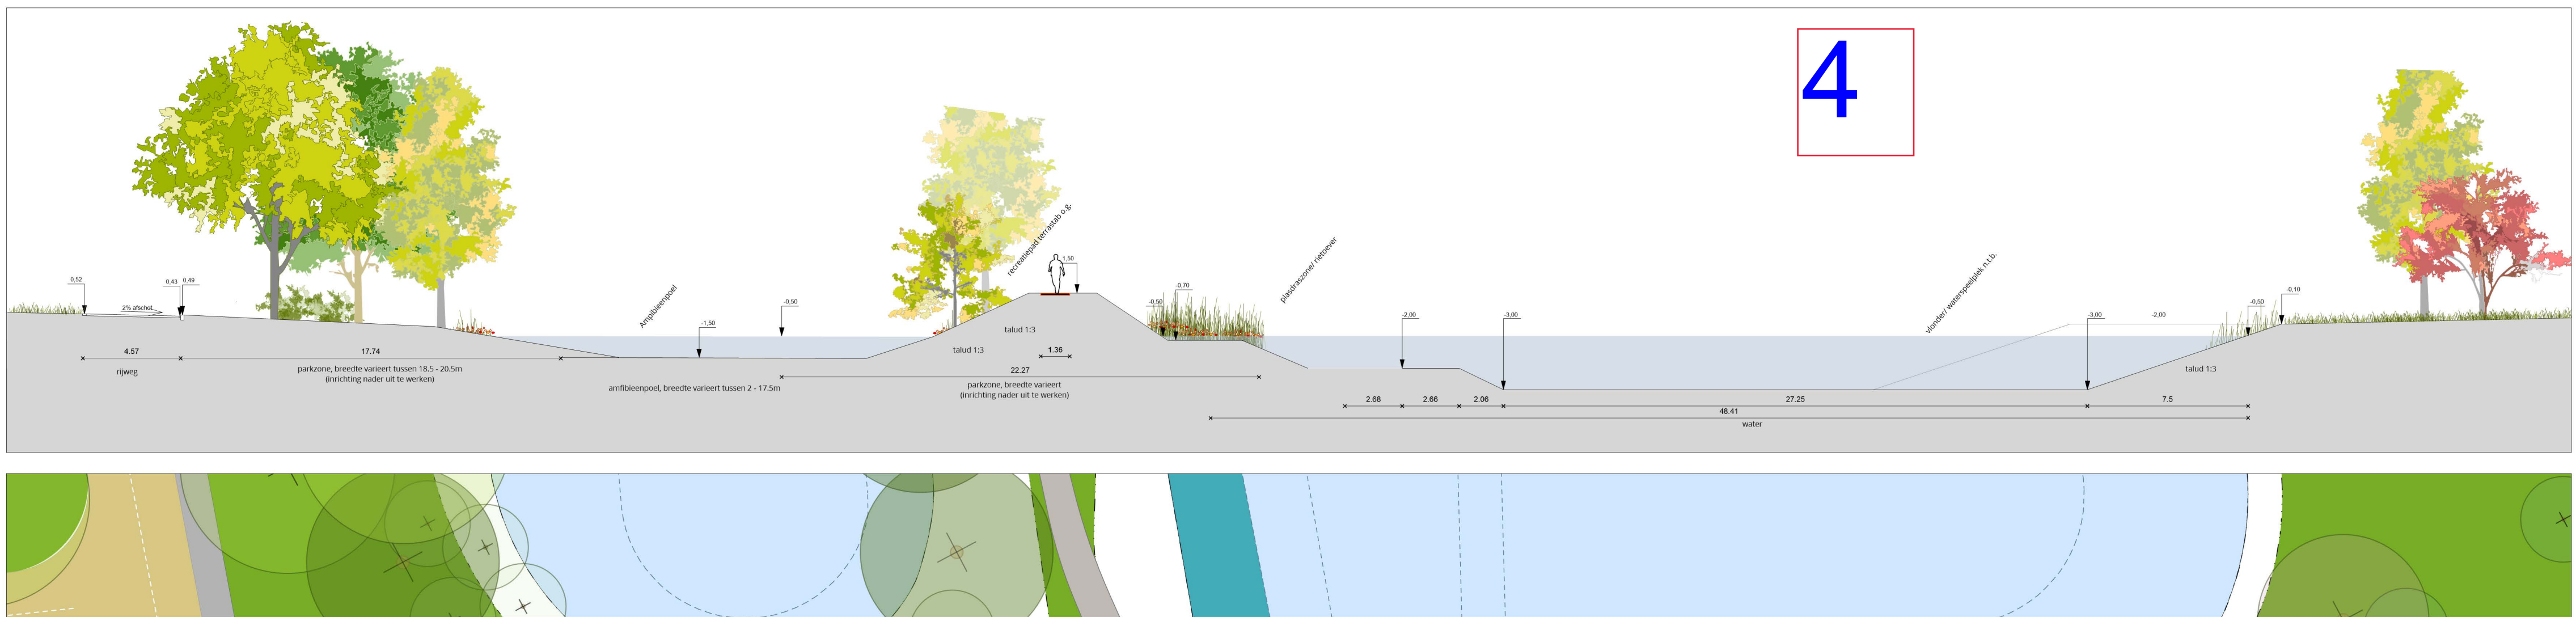 4
recreatiepad terrastab o.g.
plasdraszone/ rietoever
Ampibieenpoel
vlonder/ waterspeelplek n.t.b.
0,52
0,43
0,49
2% afschot
-0,50
-1,50
1,50
-0,50
-0,70
-2,00
-3,00
-3,00
-2,00
-0,50
-0,10
talud 1:3
talud 1:3
talud 1:3
4.57
17.74
1.36
22.27
rijweg
parkzone, breedte varieert tussen 18.5 - 20.5m
(inrichting nader uit te werken)
amfibieenpoel, breedte varieert tussen 2 - 17.5m
parkzone, breedte varieert
(inrichting nader uit te werken)
2.68
2.66
2.06
27.25
7.5
48.41
water